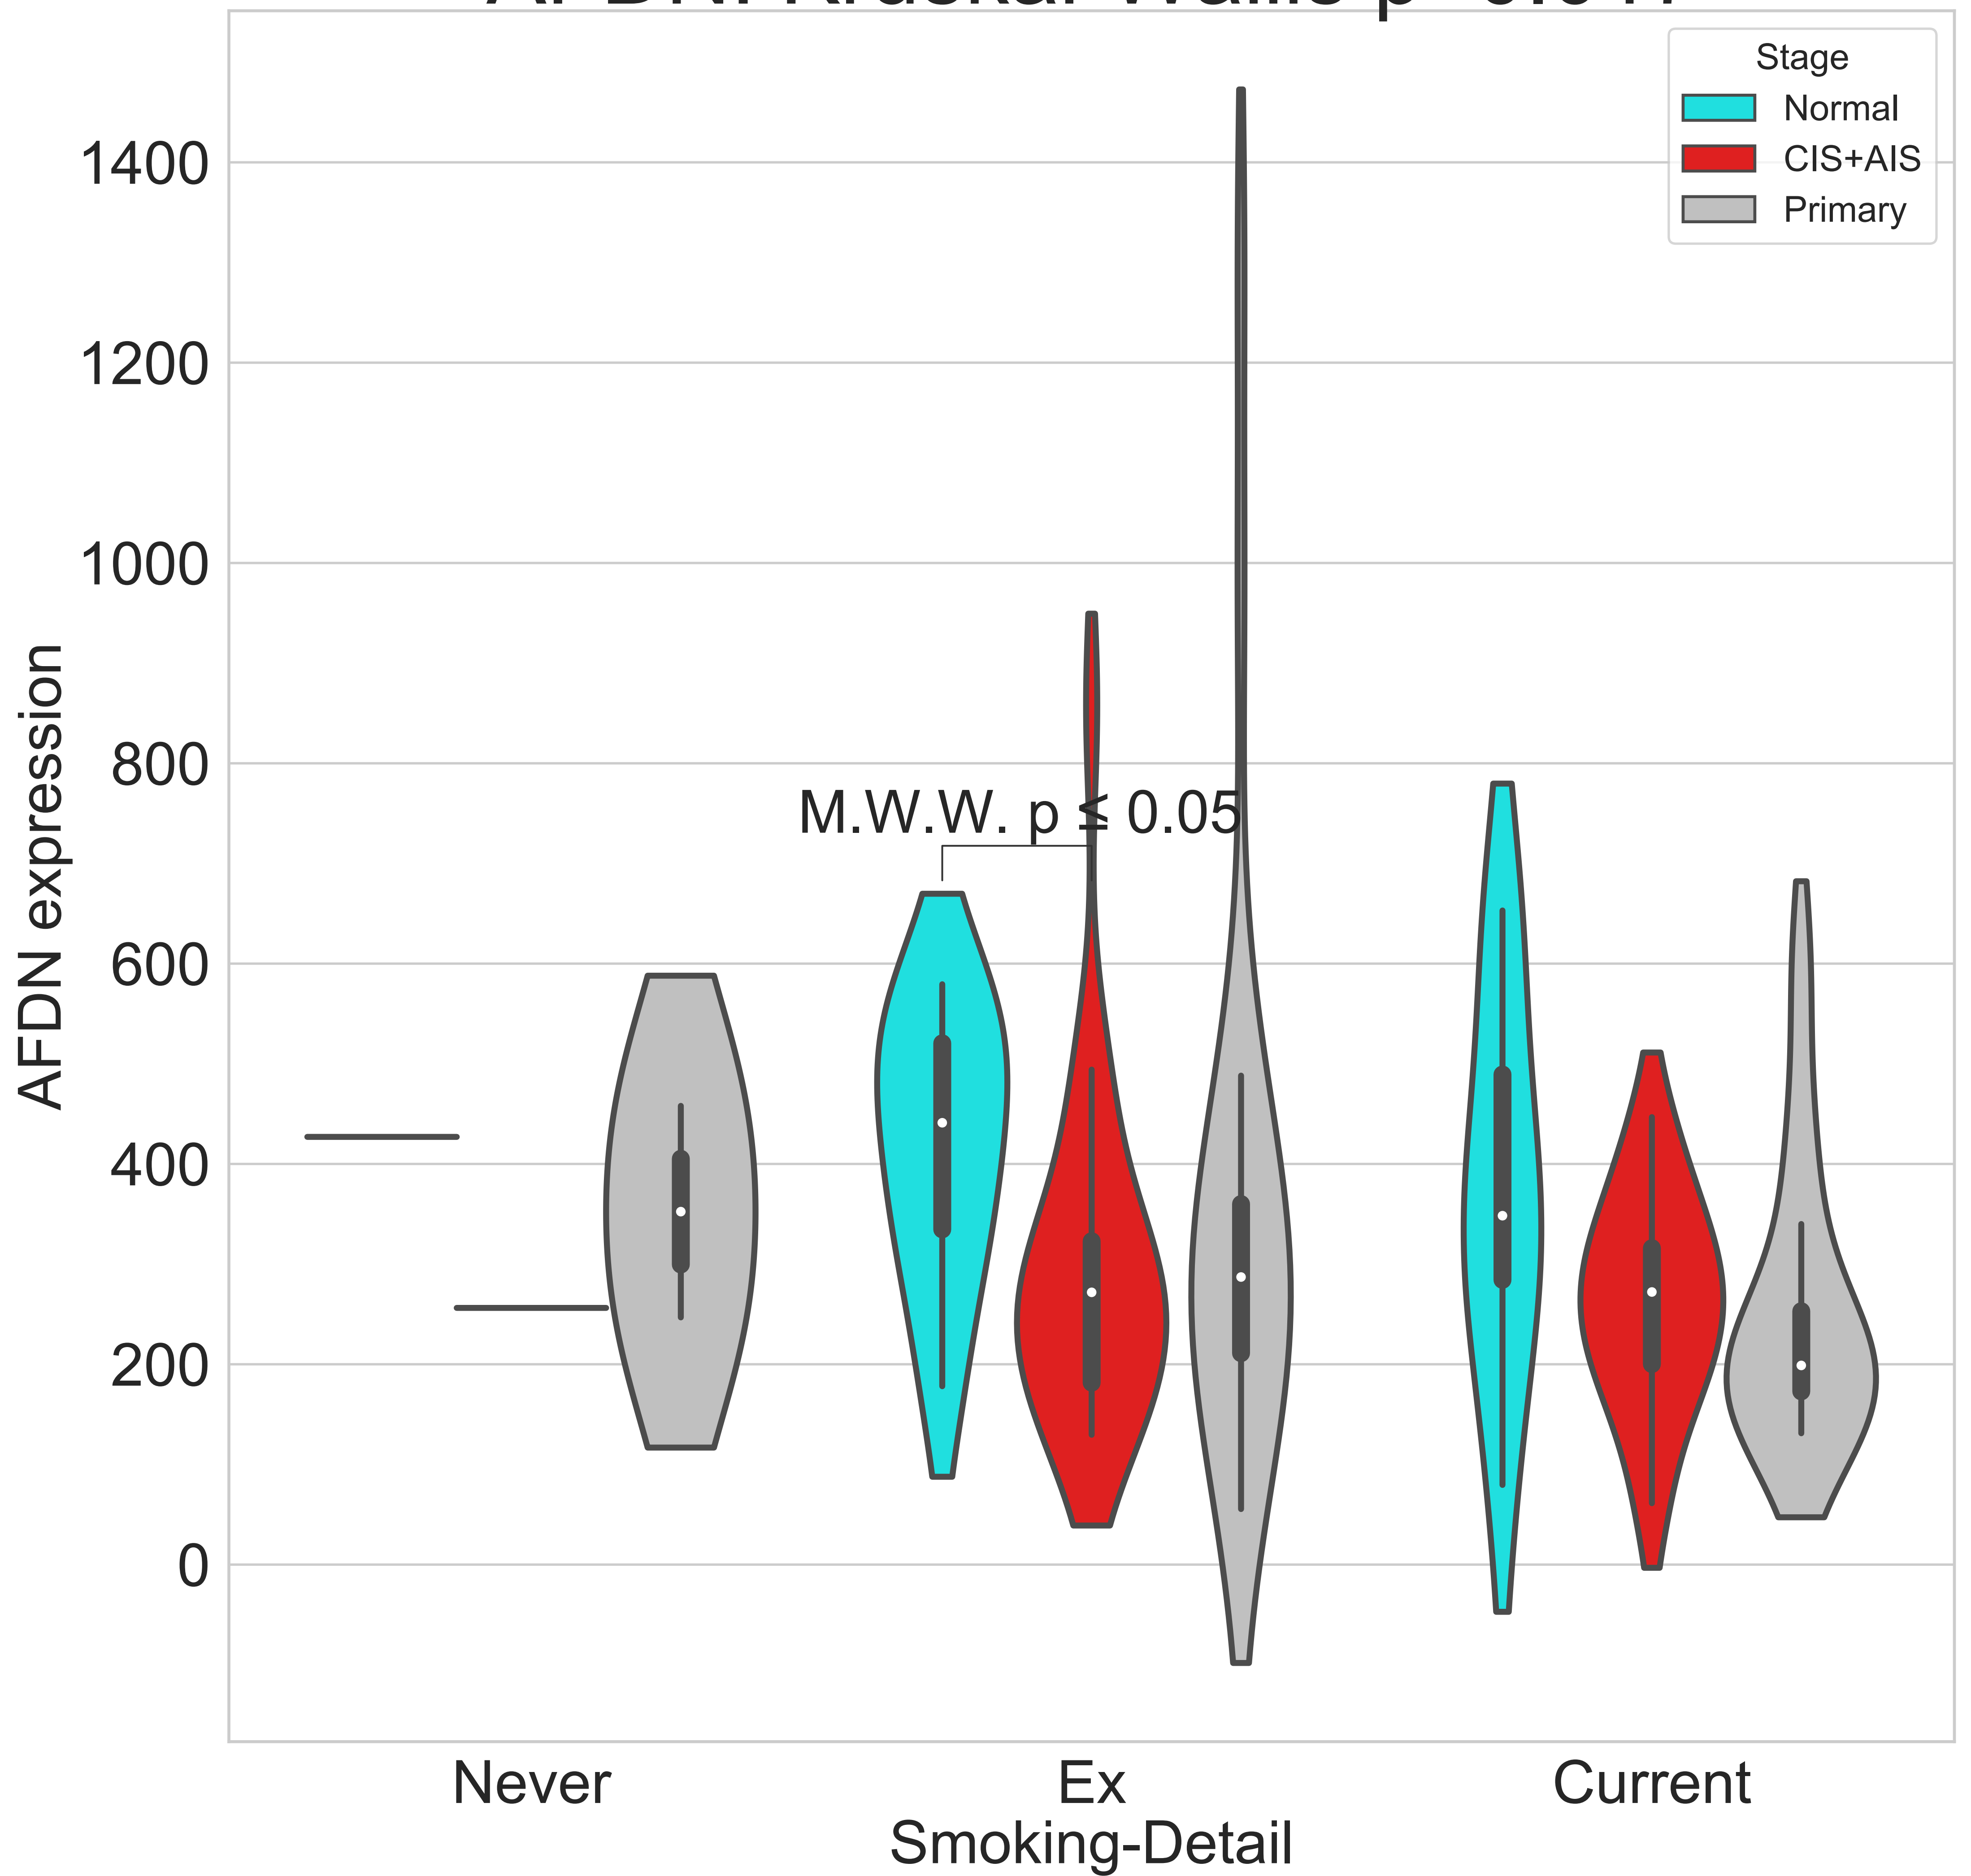 Stage
Normal
CIS+AIS
Primary
1400
1200
1000
800
600
400
200
0
AFDN expression
M.W.W. p ≤ 0.05
Never
Ex
Current
Smoking-Detail